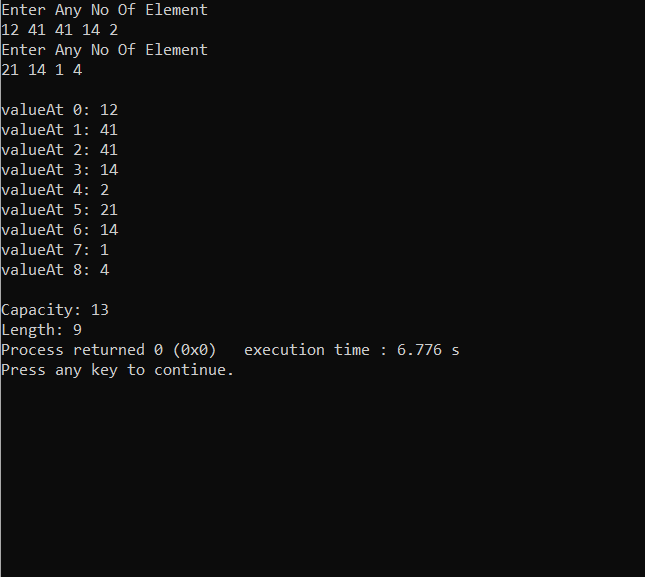 Enter Any No Of Element
12 41 41 14 2
Enter Any No Of Element
21 14 1 4
valueAt 0: 12
valueAt 1: 41
valueAt 2: 41
valueAt 3: 14
valueAt 4: 2
valueAt 5: 21
valueAt 6: 14
valueAt 7: 1
valueAt 8: 4
Capacity: 13
Length: 9
Process returned 0 (0x0)   execution time : 6.776 s
Press any key to continue.